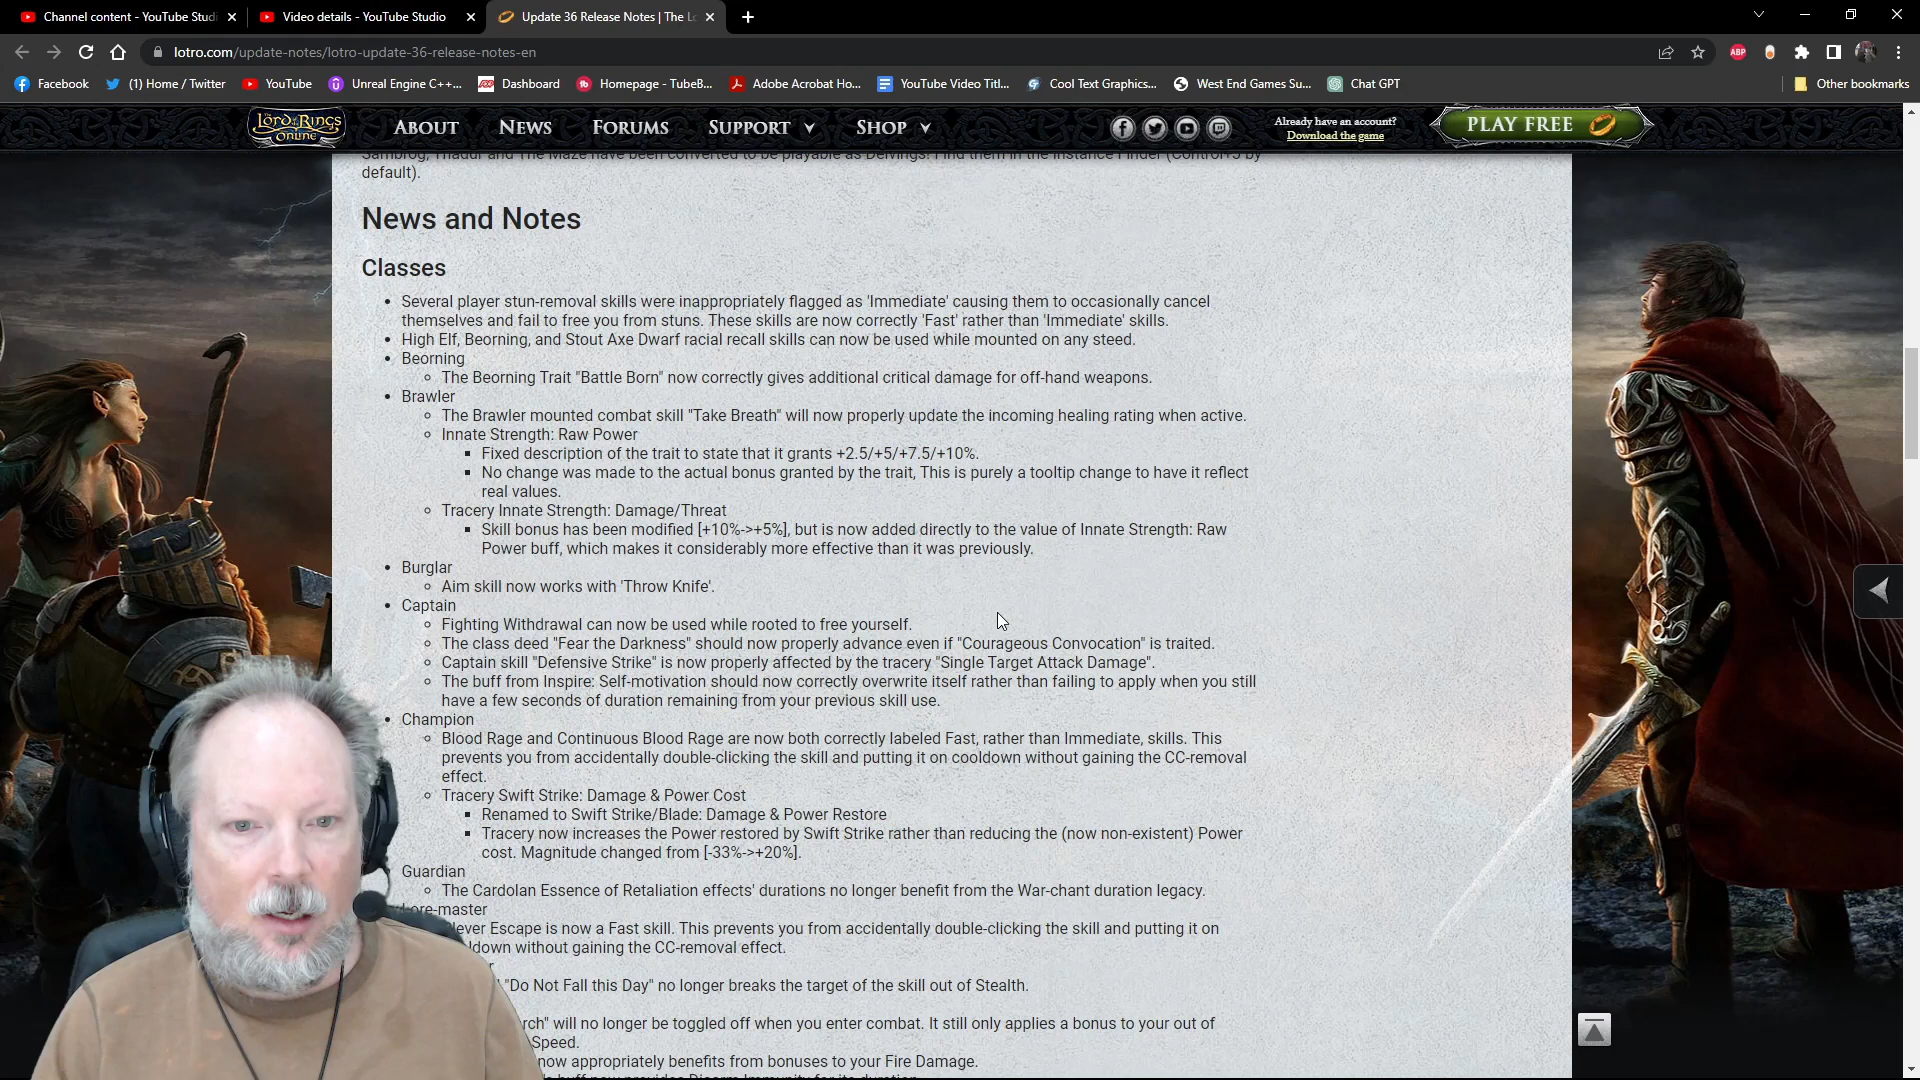 Channel content - YouTube Studi
Video details - YouTube Studio
Update 36 Release Notes | The Lo
lotro.com/update-notes/lotro-update-36-release-notes-en
ABP
Facebook
(1) Home / Twitter
YouTube
Unreal Engine C++...
Dashboard
Homepage - TubeB...
Adobe Acrobat Ho...
YouTube Video Titl...
Cool Text Graphics...
West End Games Su...
Chat GPT
Other bookmarks
The Lord of the Rings Online
About
News
Forums
Support
Shop
Already have an account?
Download the game
Play Free
Sambrog, Thadur and The Maze have been converted to be playable as Delvings! Find them in the Instance Finder (Control+J by
default).
News and Notes
Classes
Several player stun-removal skills were inappropriately flagged as 'Immediate' causing them to occasionally cancel
themselves and fail to free you from stuns. These skills are now correctly 'Fast' rather than 'Immediate' skills.
High Elf, Beorning, and Stout Axe Dwarf racial recall skills can now be used while mounted on any steed.
Beorning
The Beorning Trait "Battle Born" now correctly gives additional critical damage for off-hand weapons.
Brawler
The Brawler mounted combat skill "Take Breath" will now properly update the incoming healing rating when active.
Innate Strength: Raw Power
Fixed description of the trait to state that it grants +2.5/+5/+7.5/+10%.
No change was made to the actual bonus granted by the trait, This is purely a tooltip change to have it reflect
real values.
Tracery Innate Strength: Damage/Threat
Skill bonus has been modified [+10%->+5%], but is now added directly to the value of Innate Strength: Raw
Power buff, which makes it considerably more effective than it was previously.
Burglar
Aim skill now works with 'Throw Knife'.
Captain
Fighting Withdrawal can now be used while rooted to free yourself.
The class deed "Fear the Darkness" should now properly advance even if "Courageous Convocation" is traited.
Captain skill "Defensive Strike" is now properly affected by the tracery "Single Target Attack Damage".
The buff from Inspire: Self-motivation should now correctly overwrite itself rather than failing to apply when you still
have a few seconds of duration remaining from your previous skill use.
Champion
Blood Rage and Continuous Blood Rage are now both correctly labeled Fast, rather than Immediate, skills. This
prevents you from accidentally double-clicking the skill and putting it on cooldown without gaining the CC-removal
effect.
Tracery Swift Strike: Damage & Power Cost
Renamed to Swift Strike/Blade: Damage & Power Restore
Tracery now increases the Power restored by Swift Strike rather than reducing the (now non-existent) Power
cost. Magnitude changed from [-33%->+20%].
Guardian
The Cardolan Essence of Retaliation effects' durations no longer benefit from the War-chant duration legacy.
Lore-master
lever Escape is now a Fast skill. This prevents you from accidentally double-clicking the skill and putting it on
ldown without gaining the CC-removal effect.
r
"Do Not Fall this Day" no longer breaks the target of the skill out of Stealth.
rch" will no longer be toggled off when you enter combat. It still only applies a bonus to your out of
Speed.
now appropriately benefits from bonuses to your Fire Damage.